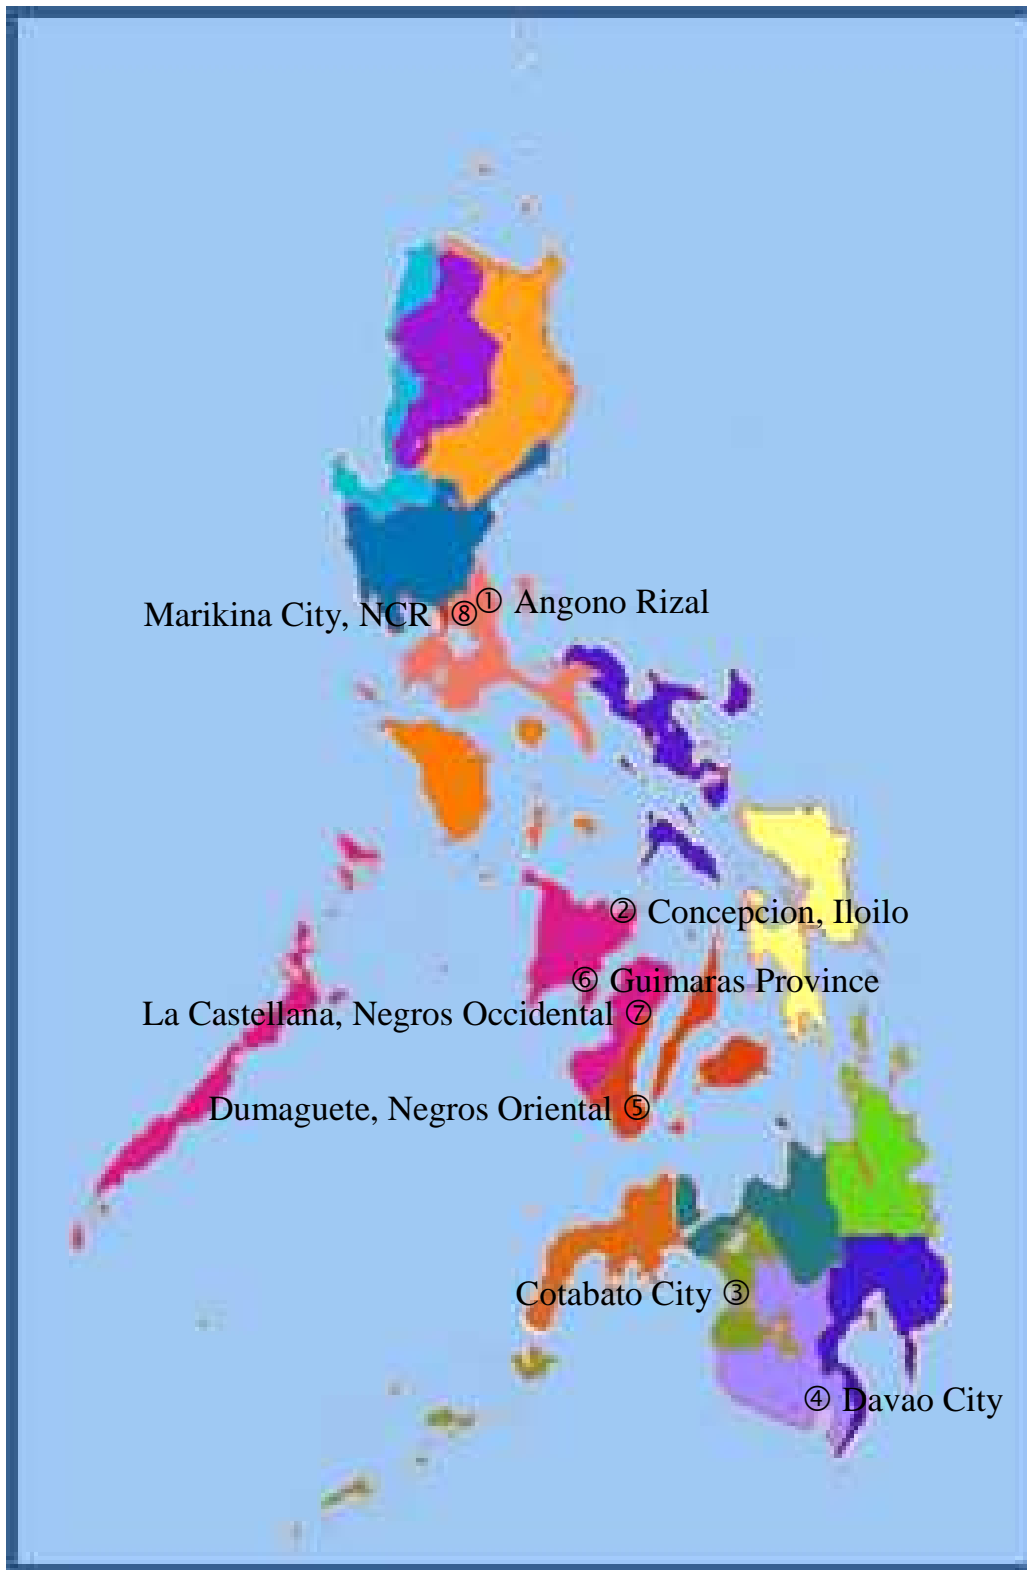 Marikina City, NCR ⑧① Angono Rizal
② Concepcion, Iloilo
⑥ Guimaras Province
La Castellana, Negros Occidental ⑦
Dumaguete, Negros Oriental ⑤
Cotabato City ③
④ Davao City